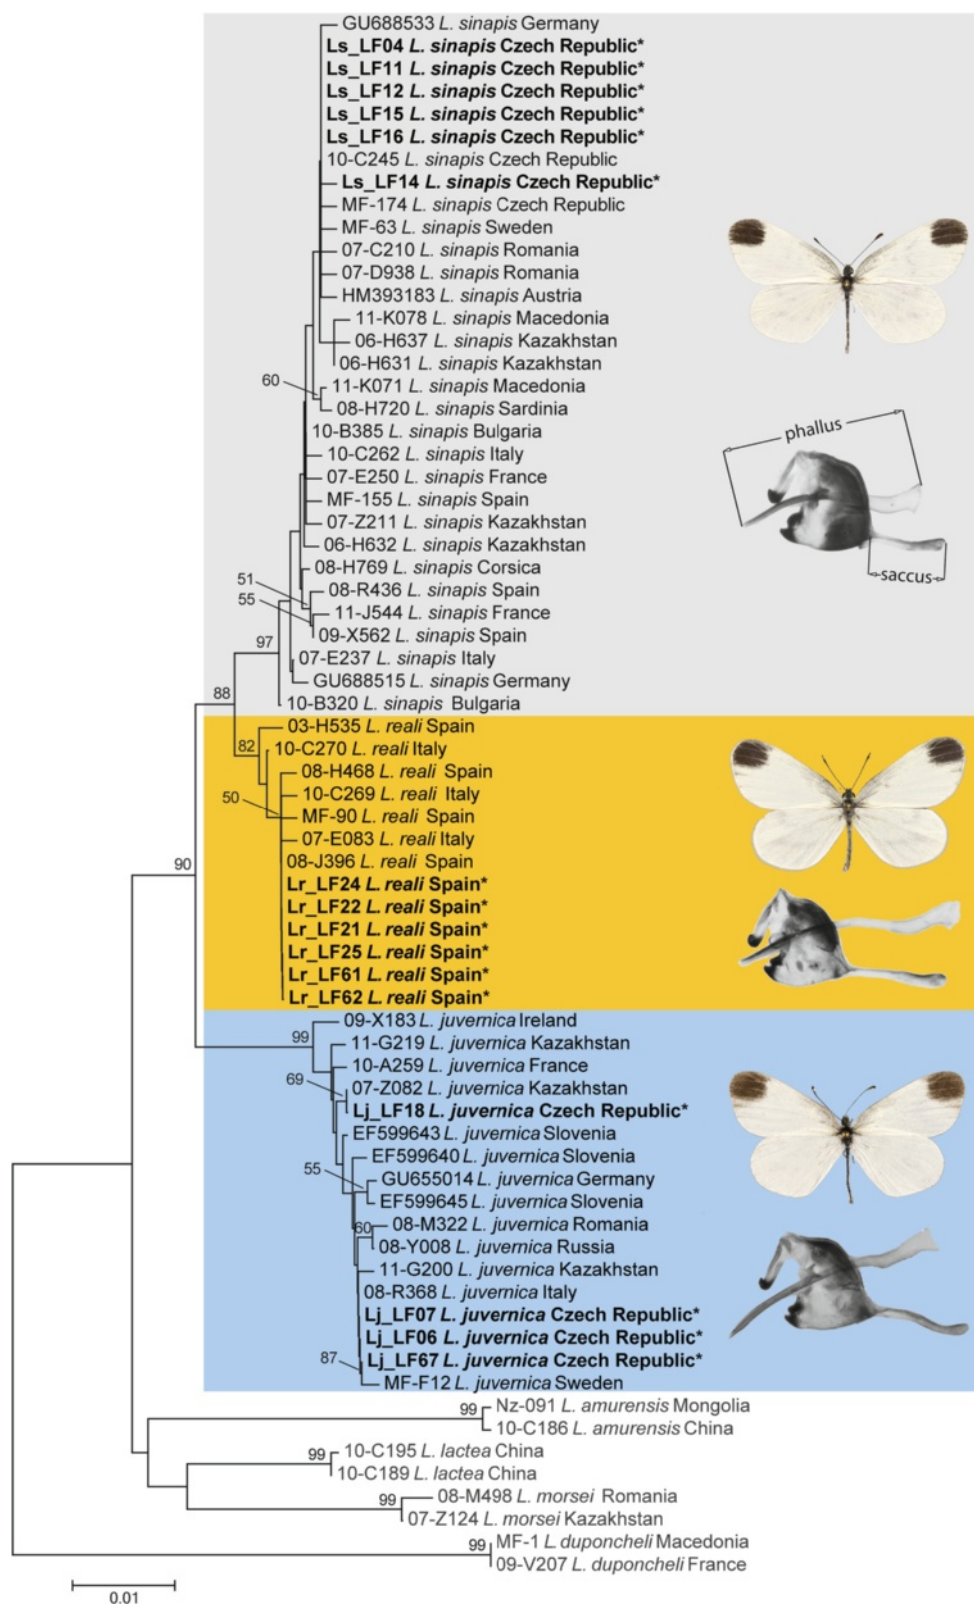 GU688533 L. sinapis Germany
Ls_LF04 L. sinapis Czech Republic*
Ls_LF11 L. sinapis Czech Republic*
Ls_LF12 L. sinapis Czech Republic*
Ls_LF15 L. sinapis Czech Republic*
Ls_LF16 L. sinapis Czech Republic*
10-C245 L. sinapis Czech Republic
Ls_LF14 L. sinapis Czech Republic*
MF-174 L. sinapis Czech Republic
MF-63 L. sinapis Sweden
07-C210 L. sinapis Romania
07-D938 L. sinapis Romania
HM393183 L. sinapis Austria
11-K078 L. sinapis Macedonia
06-H637 L. sinapis Kazakhstan
06-H631 L. sinapis Kazakhstan
60
11-K071 L. sinapis Macedonia
08-H720 L. sinapis Sardinia
10-B385 L. sinapis Bulgaria
phallus
10-C262 L. sinapis Italy
07-E250 L. sinapis France
MF-155 L. sinapis Spain
07-Z211 L. sinapis Kazakhstan
06-H632 L. sinapis Kazakhstan
08-H769 L. sinapis Corsica
saccus
51
08-R436 L. sinapis Spain
55
11-J544 L. sinapis France
09-X562 L. sinapis Spain
97
07-E237 L. sinapis Italy
GU688515 L. sinapis Germany
88
10-B320 L. sinapis Bulgaria
03-H535 L. reali Spain
82
10-C270 L. reali Italy
08-H468 L. reali Spain
50
10-C269 L. reali Italy
MF-90 L. reali Spain
07-E083 L. reali Italy
90
08-J396 L. reali Spain
Lr_LF24 L. reali Spain*
Lr_LF22 L. reali Spain*
Lr_LF21 L. reali Spain*
Lr_LF25 L. reali Spain*
Lr_LF61 L. reali Spain*
Lr_LF62 L. reali Spain*
09-X183 L. juvernica Ireland
99
11-G219 L. juvernica Kazakhstan
10-A259 L. juvernica France
69
07-Z082 L. juvernica Kazakhstan
Lj_LF18 L. juvernica Czech Republic*
EF599643 L. juvernica Slovenia
EF599640 L. juvernica Slovenia
55
GU655014 L. juvernica Germany
EF599645 L. juvernica Slovenia
60
08-M322 L. juvernica Romania
08-Y008 L. juvernica Russia
11-G200 L. juvernica Kazakhstan
08-R368 L. juvernica Italy
Lj_LF07 L. juvernica Czech Republic*
Lj_LF06 L. juvernica Czech Republic*
87
Lj_LF67 L. juvernica Czech Republic*
MF-F12 L. juvernica Sweden
99
Nz-091 L. amurensis Mongolia
10-C186 L. amurensis China
99
10-C195 L. lactea China
10-C189 L. lactea China
99
08-M498 L. morsei Romania
07-Z124 L. morsei Kazakhstan
99
MF-1 L. duponcheli Macedonia
09-V207 L. duponcheli France
0.01